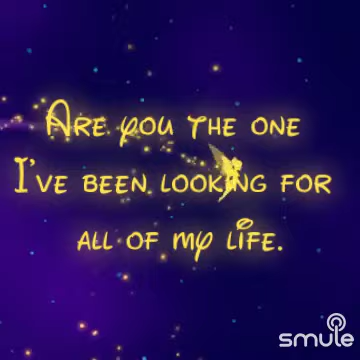 Are you the one
I've been looking for
all of my life.
smule